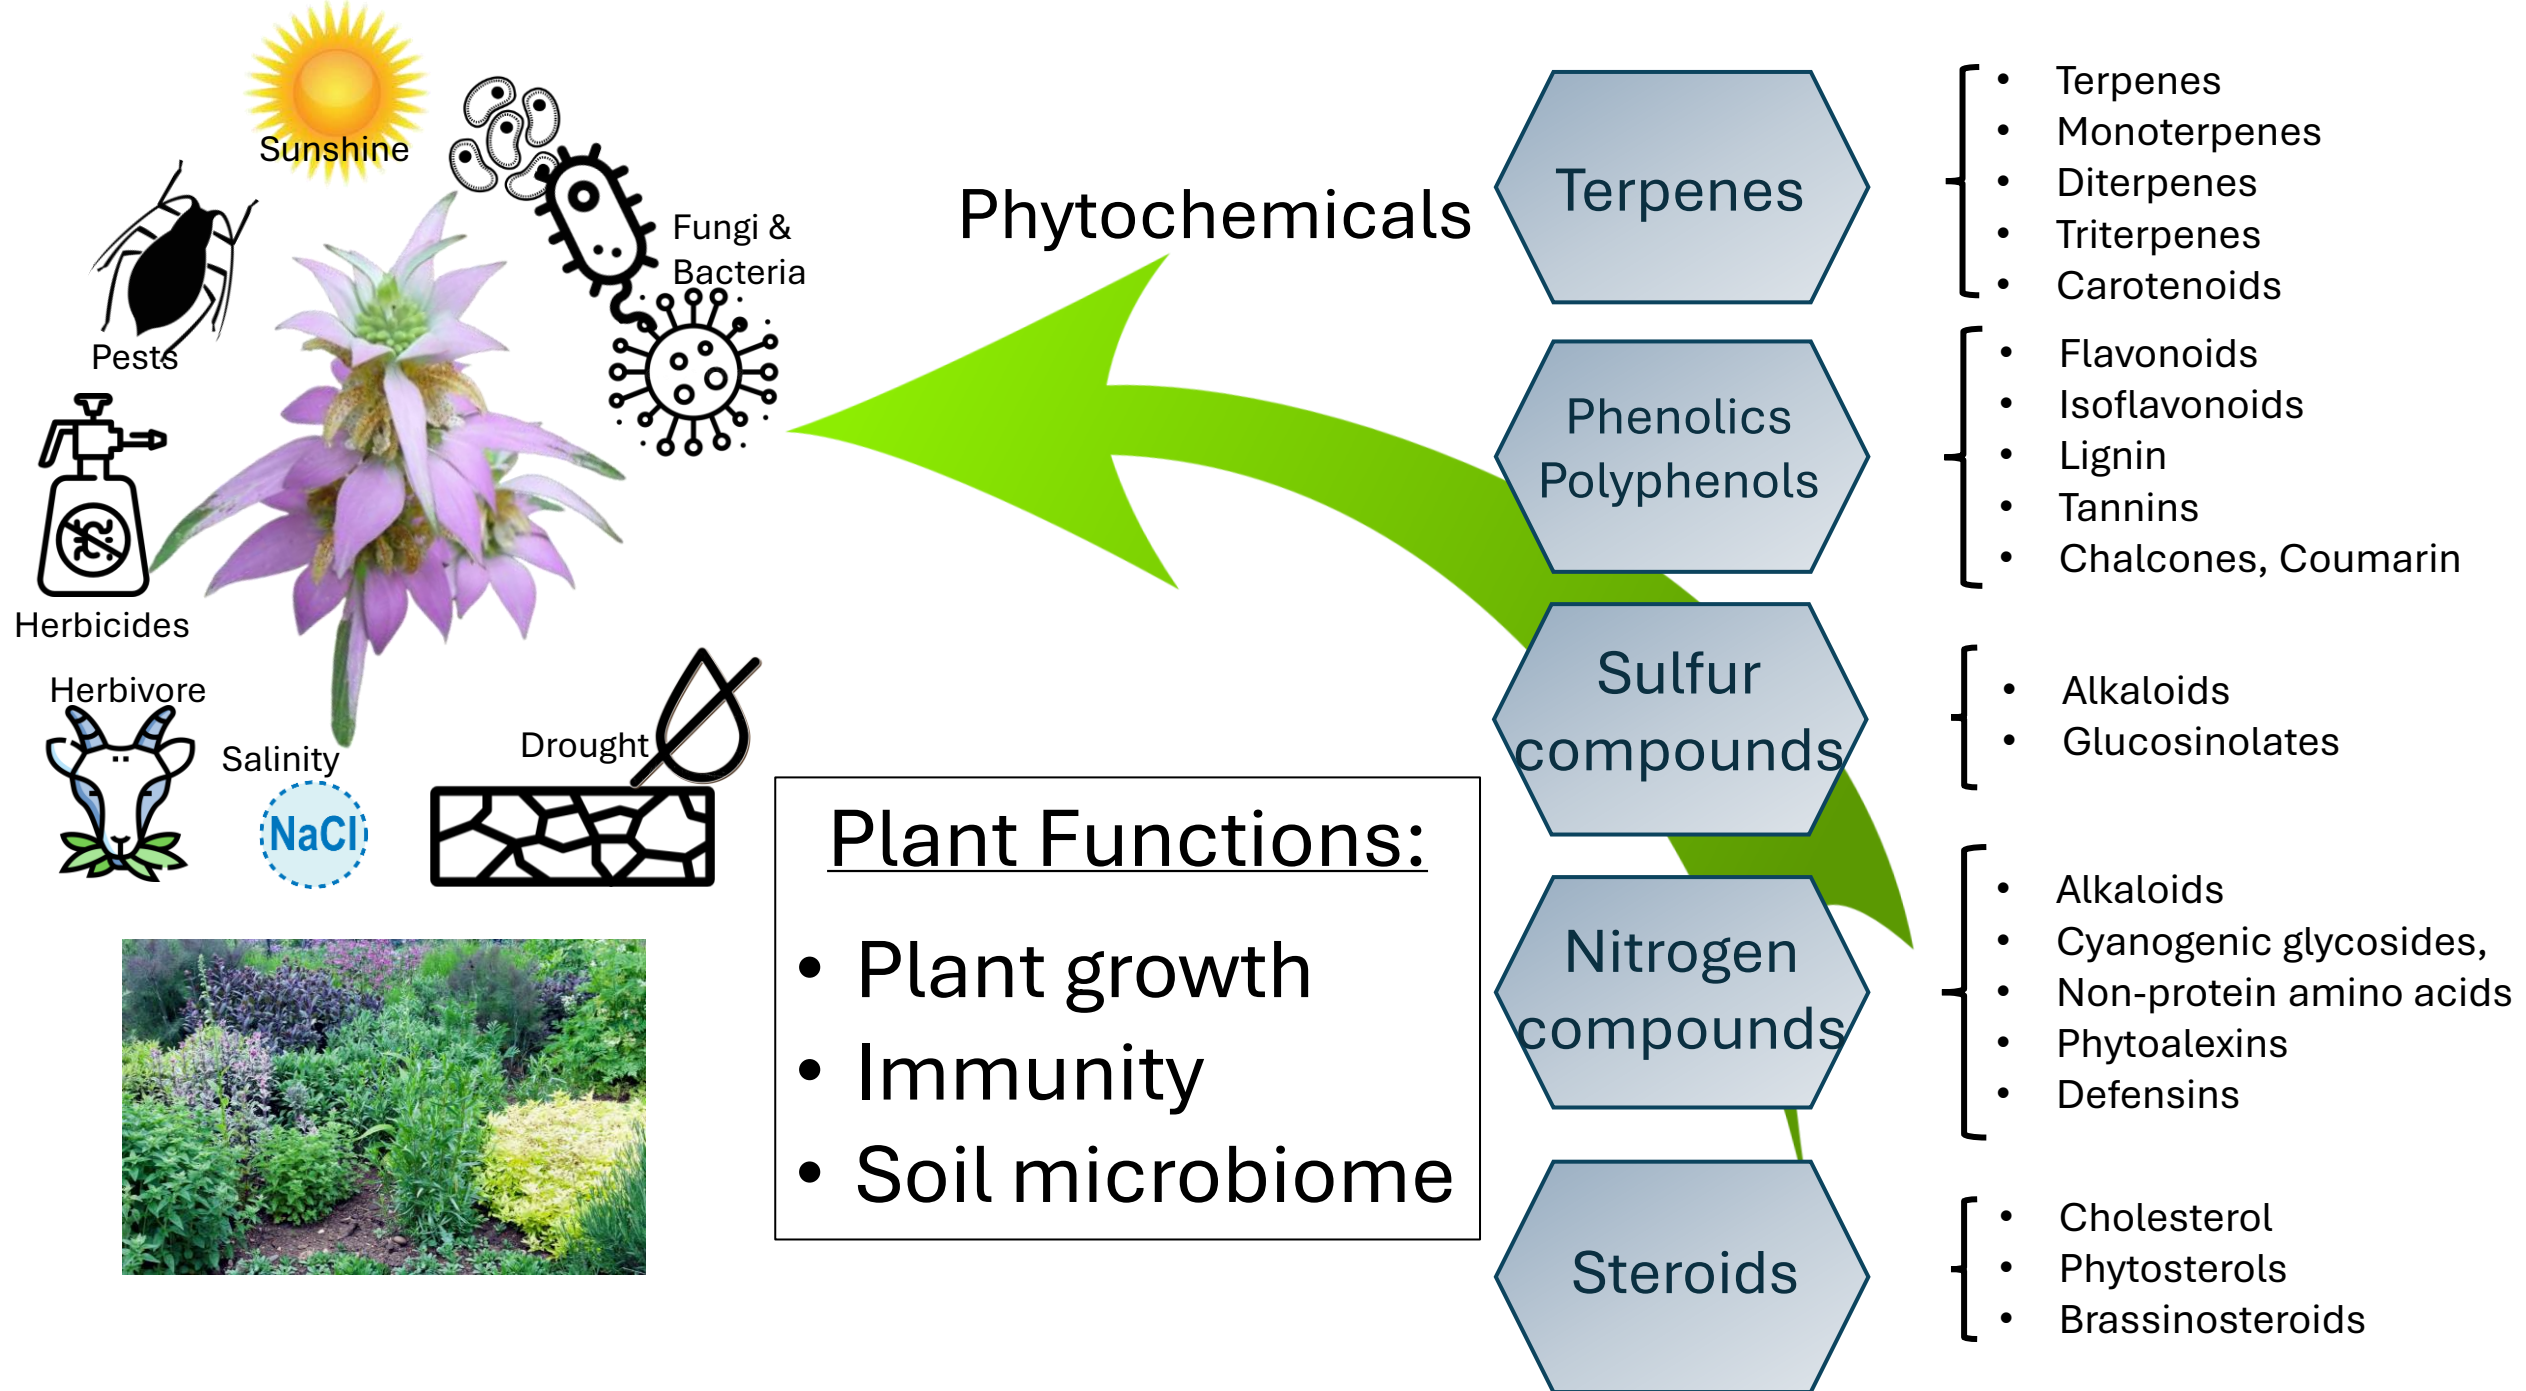 Sunshine
Fungi &
Bacteria
Pests
Herbicides
Herbivore
Salinity
NaCl
Drought
Phytochemicals
Plant Functions:
• Plant growth
• Immunity
• Soil microbiome
Terpenes
• Terpenes
• Monoterpenes
• Diterpenes
• Triterpenes
• Carotenoids
Phenolics
Polyphenols
• Flavonoids
• Isoflavonoids
• Lignin
• Tannins
• Chalcones, Coumarin
Sulfur
compounds
• Alkaloids
• Glucosinolates
Nitrogen
compounds
• Alkaloids
• Cyanogenic glycosides,
• Non-protein amino acids
• Phytoalexins
• Defensins
Steroids
• Cholesterol
• Phytosterols
• Brassinosteroids